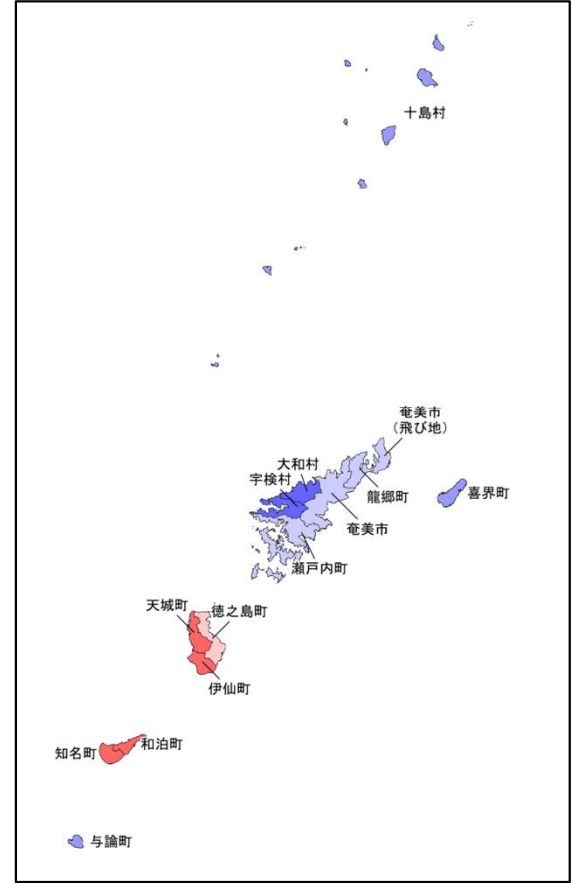 十島村
奄美市
(飛び地)
大和村
宇検村
龍郷町
喜界町
奄美市
瀬戸内町
天城町
徳之島町
伊仙町
和泊町
知名町
与論町